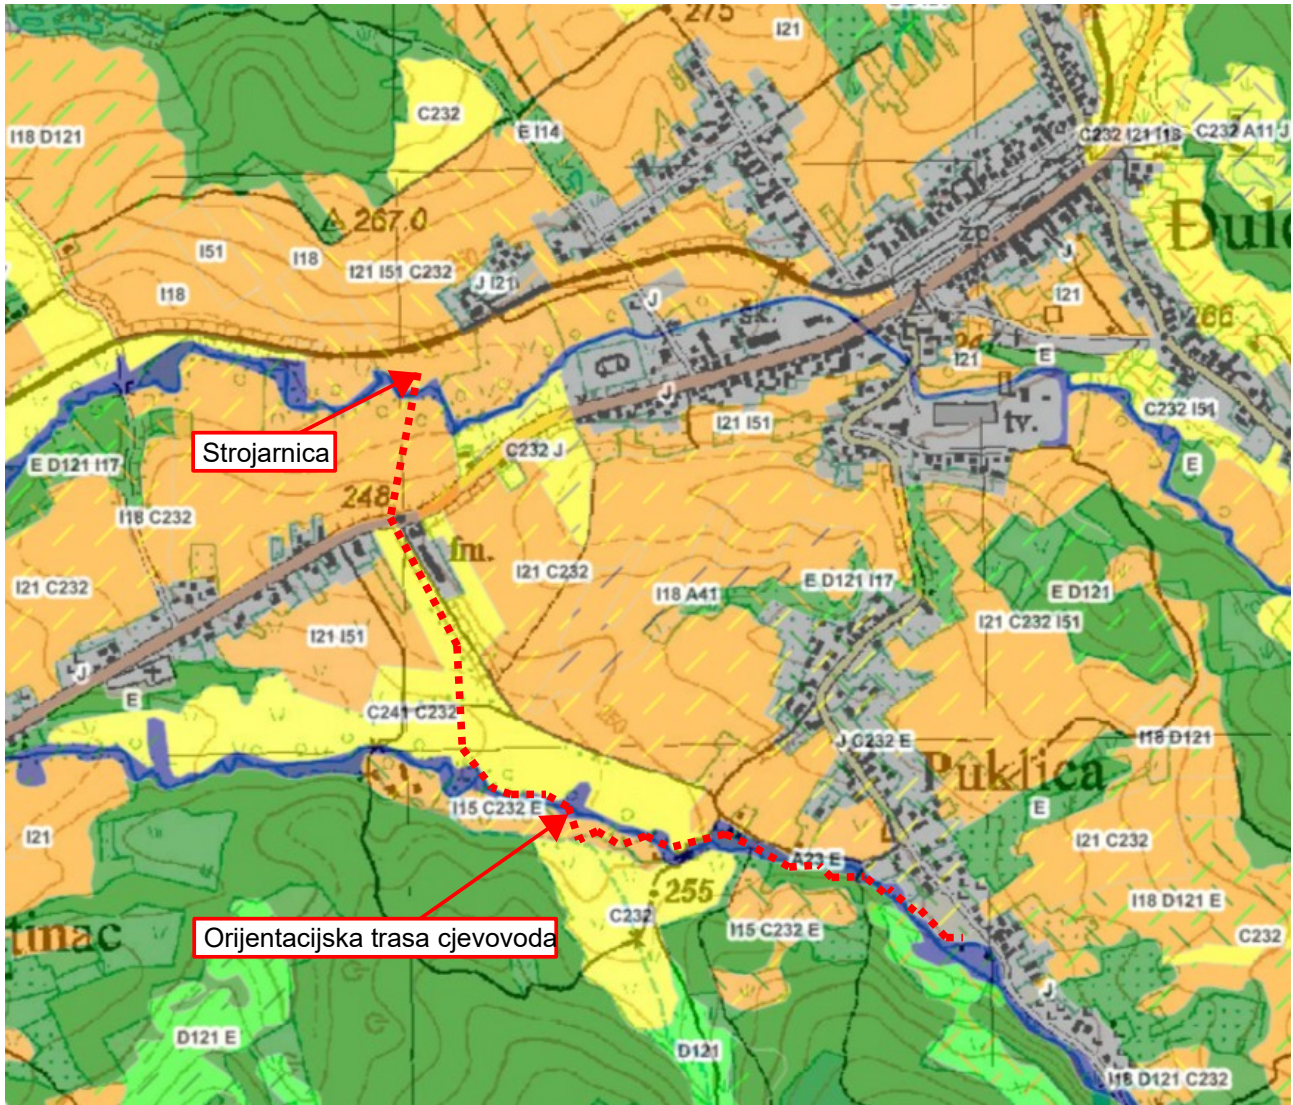 275
I21
C232
E I14
I18 D121
C232 I21 I18
C232 A11 J
Đul
267.0
zp.
I51
I18
I21 I51 C232
J I21
J
I18
J
I21
266
šk.
I21
E
J
I21 I51
tv.
C232 I51
Strojarnica
C232 J
E D121 I17
E
248
I18 C232
fm.
I21 C232
I21 C232
E D121 I17
E D121
I18 A41
I21 C232 I51
I21 I51
J
E
C241 C232
250
J C232 E
I18 D121
Puklica
I15 C232 E
E
I21
I21 C232
A23 E
255
I18 D121 E
C232
I15 C232 E
C232
tinac
Orijentacijska trasa cjevovoda
J
D121 E
D121
I18 D121 C232